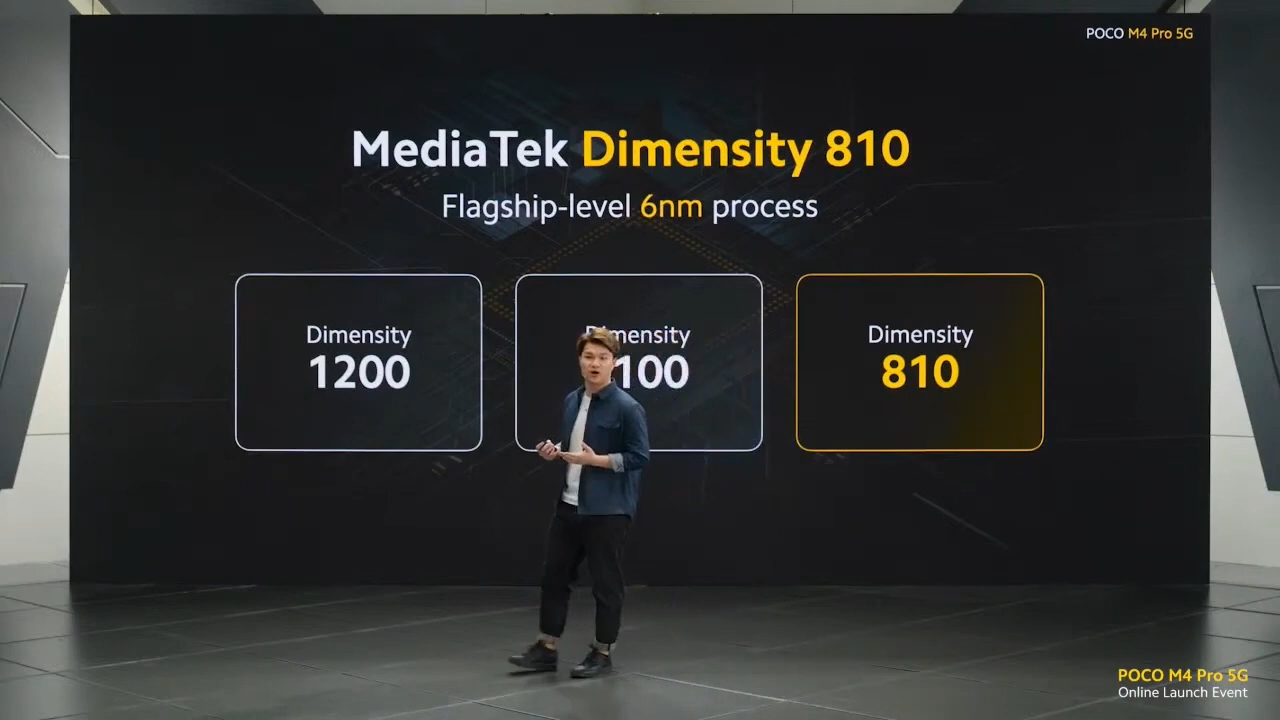 POCO M4 Pro 5G
MediaTek Dimensity 810
Flagship-level 6nm process
Dimensity
1200
Dimensity
810
POCO M4 Pro 5G
Online Launch Event